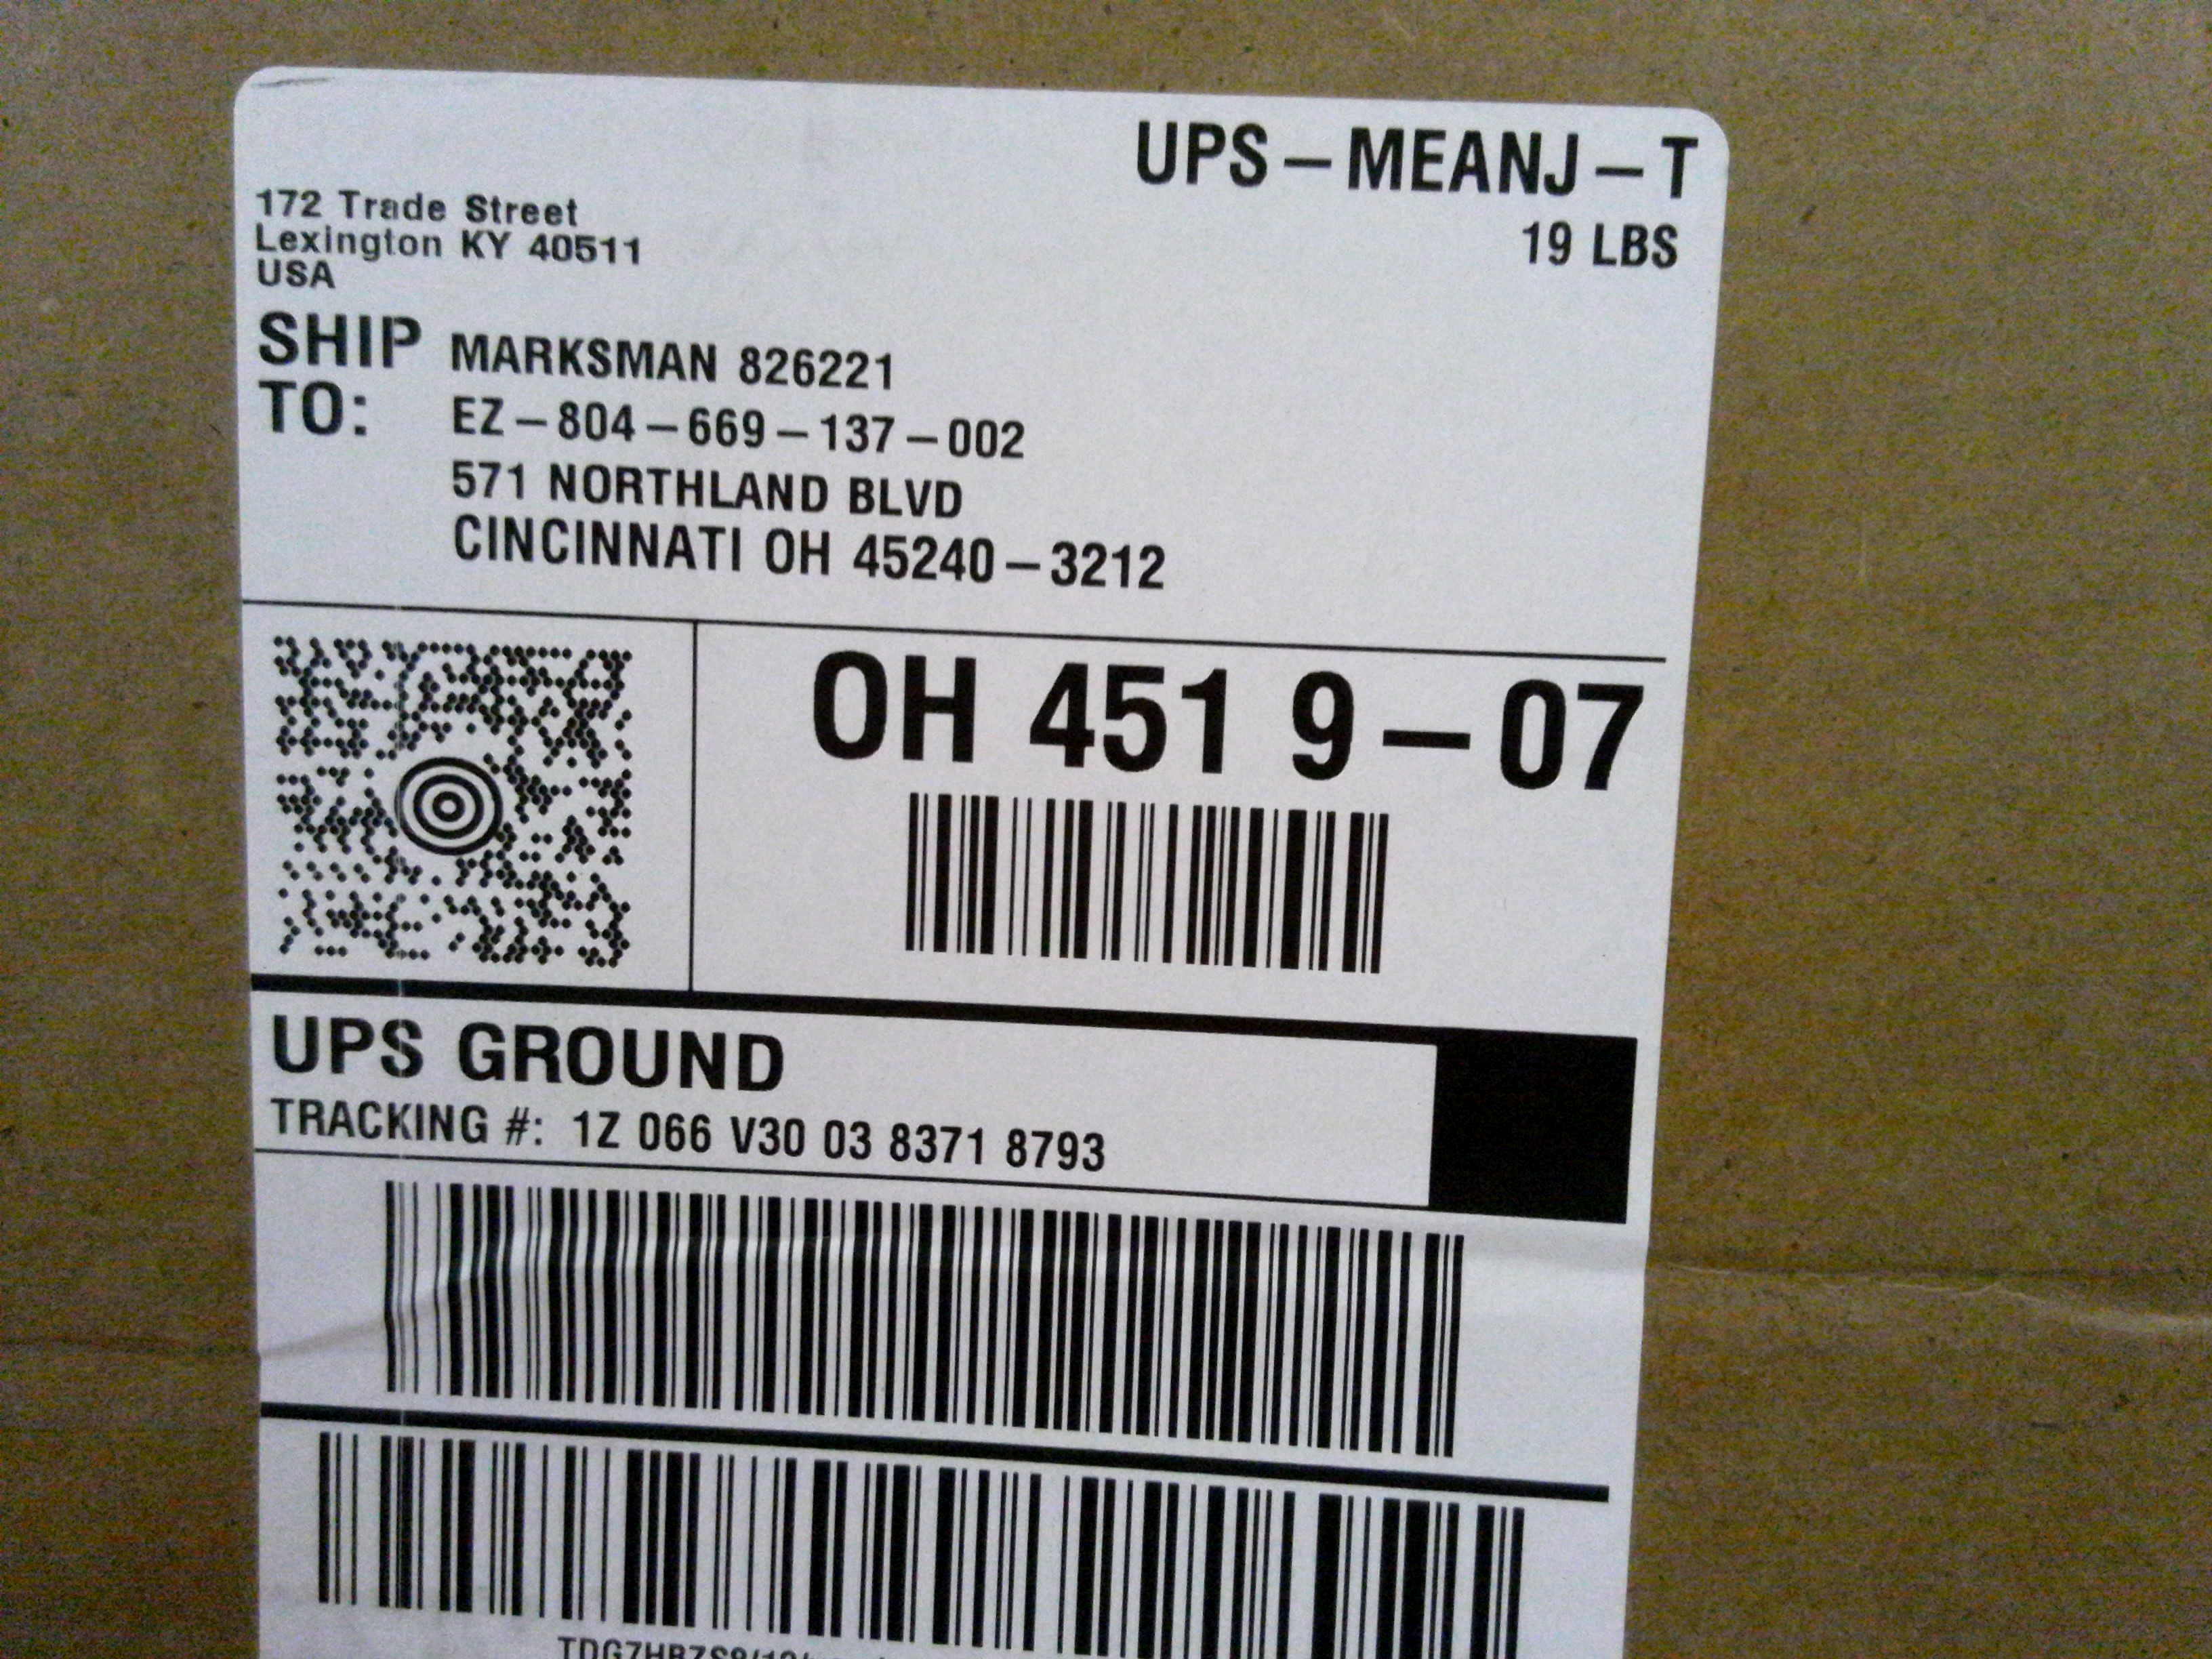 UPS-MEANJ-T
19 LBS
172 Trade Street
Lexington KY 40511
USA
SHIP TO:
MARKSMAN 826221
EZ-804-669-137-002
571 NORTHLAND BLVD
CINCINNATI OH 45240-3212
OH 451 9-07
UPS GROUND
TRACKING #: 1Z 066 V30 03 8371 8793